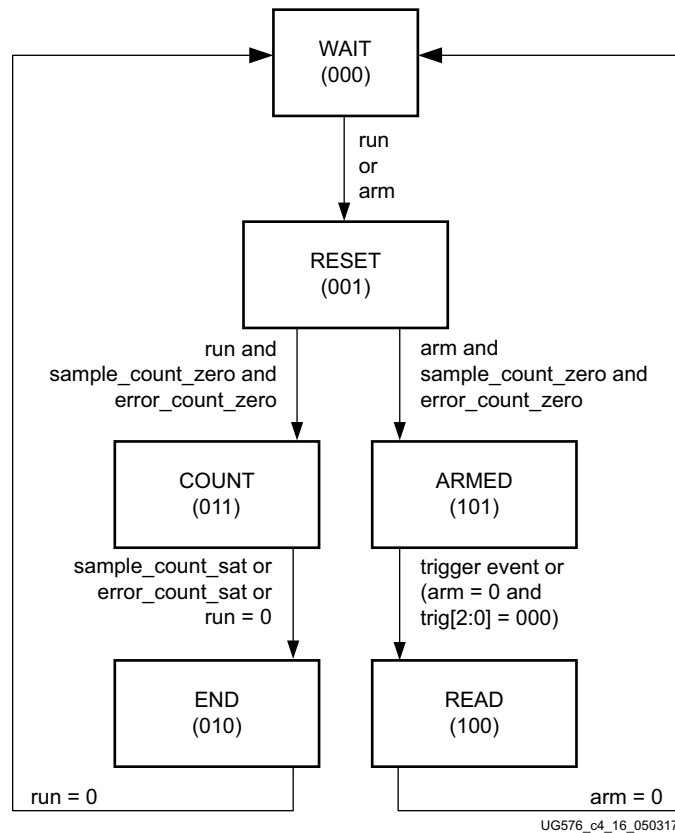 WAIT
(000)
run
or
arm
RESET
(001)
run and
sample_count_zero and
error_count_zero
arm and
sample_count_zero and
error_count_zero
COUNT
(011)
ARMED
(101)
sample_count_sat or
error_count_sat or
run = 0
trigger event or
(arm = 0 and
trig[2:0] = 000)
END
(010)
READ
(100)
run = 0
arm = 0
UG576_c4_16_050317